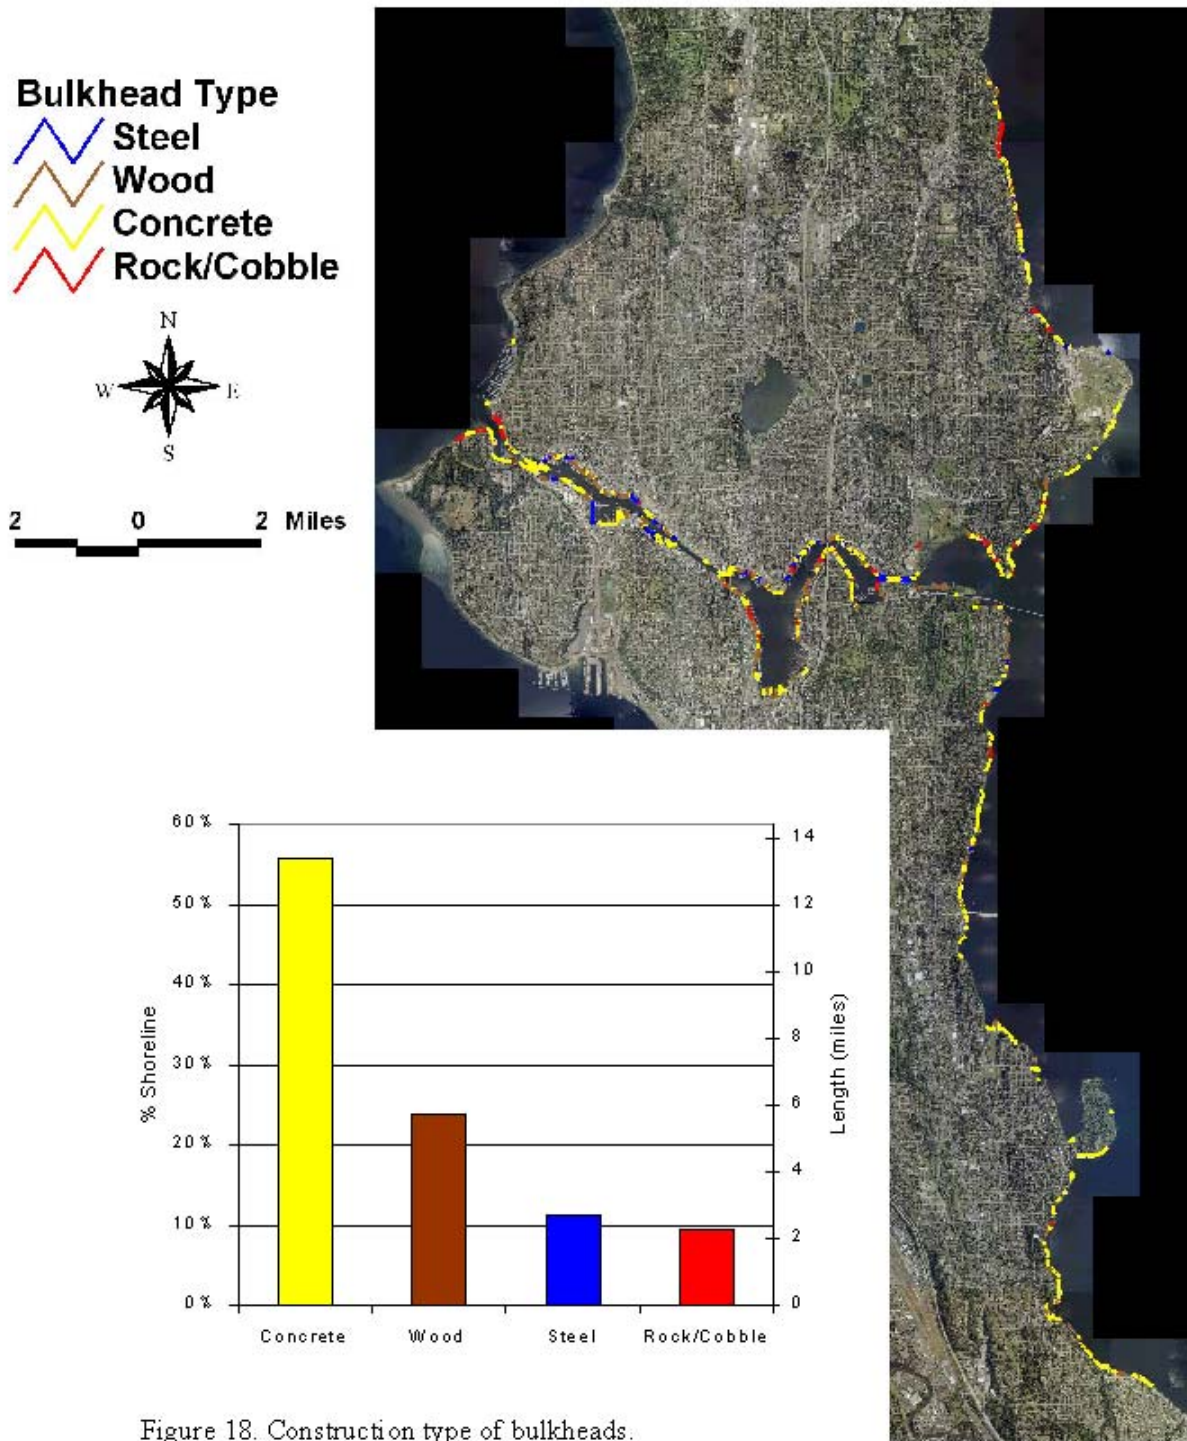 Bulkhead Type
Steel
Wood
Concrete
Rock/Cobble
N
W E
S
2 0 2 Miles
60%
50%
40%
30%
20%
10%
0%
% Shoreline
14
12
10
8
6
4
2
0
Length (miles)
Concrete Wood Steel Rock/Cobble
Figure 18. Construction type of bulkheads.